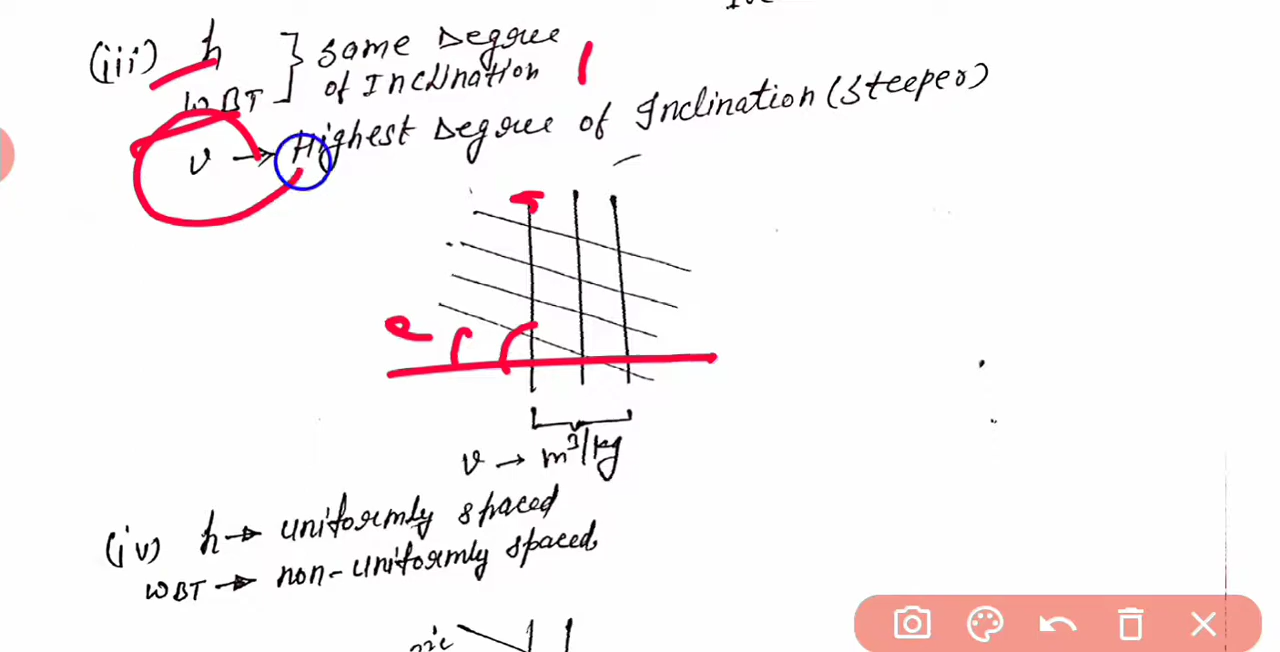 (iii) h } same Degree
WBT of Inclination
v → Highest Degree of Inclination (steeper)
v → m³/kg
(iv) h → uniformly spaced
WBT → non-uniformly spaced